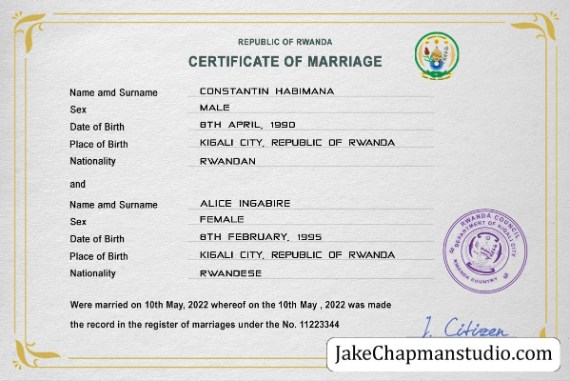 REPUBLIC OF RWANDA
CERTIFICATE OF MARRIAGE
Name and Surname CONSTANTIN HABIMANA
Sex MALE
Date of Birth 8TH APRIL, 1990
Place of Birth KIGALI CITY, REPUBLIC OF RWANDA
Nationality RWANDAN
and
Name and Surname ALICE INGABIRE
Sex FEMALE
Date of Birth 8TH FEBRUARY, 1995
Place of Birth KIGALI CITY, REPUBLIC OF RWANDA
Nationality RWANDESE
RWANDA COUNCIL
DEPARTMENT OF KIGALI CITY
RWANDA COUNTRY
Were married on 10th May, 2022 whereof on the 10th May , 2022 was made
the record in the register of marriages under the No. 11223344
J. Citizen
JakeChapmanstudio.com